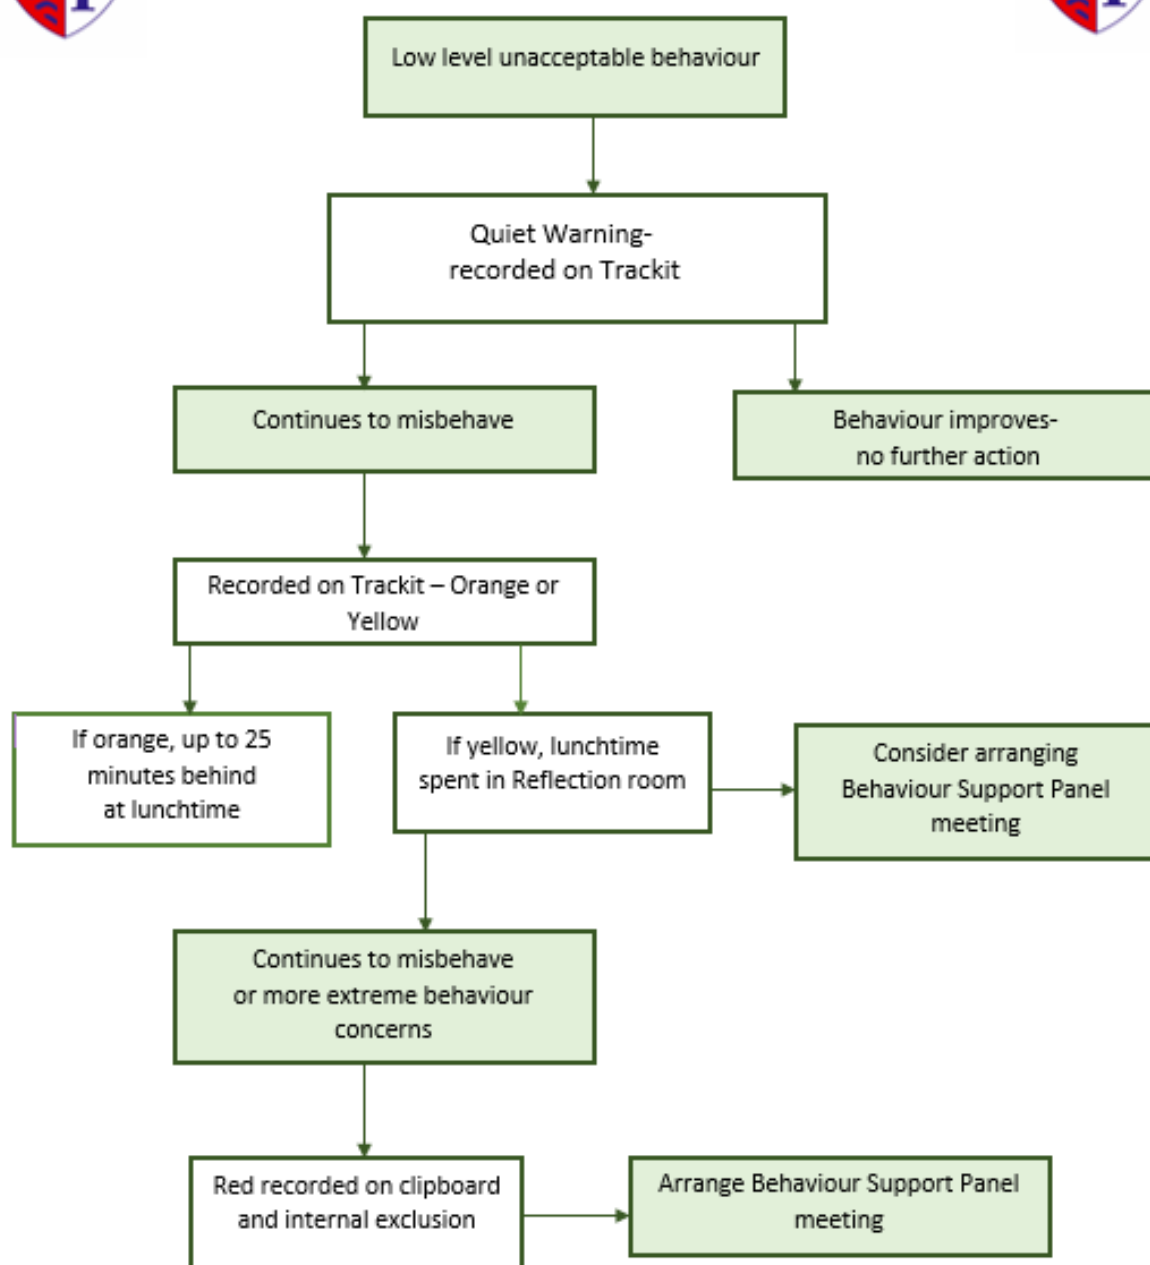 Low level unacceptable behaviour
Quiet Warning-
recorded on Trackit
Continues to misbehave
Behaviour improves-
no further action
Recorded on Trackit – Orange or
Yellow
If orange, up to 25
minutes behind
at lunchtime
If yellow, lunchtime
spent in Reflection room
Consider arranging
Behaviour Support Panel
meeting
Continues to misbehave
or more extreme behaviour
concerns
Red recorded on clipboard
and internal exclusion
Arrange Behaviour Support Panel
meeting